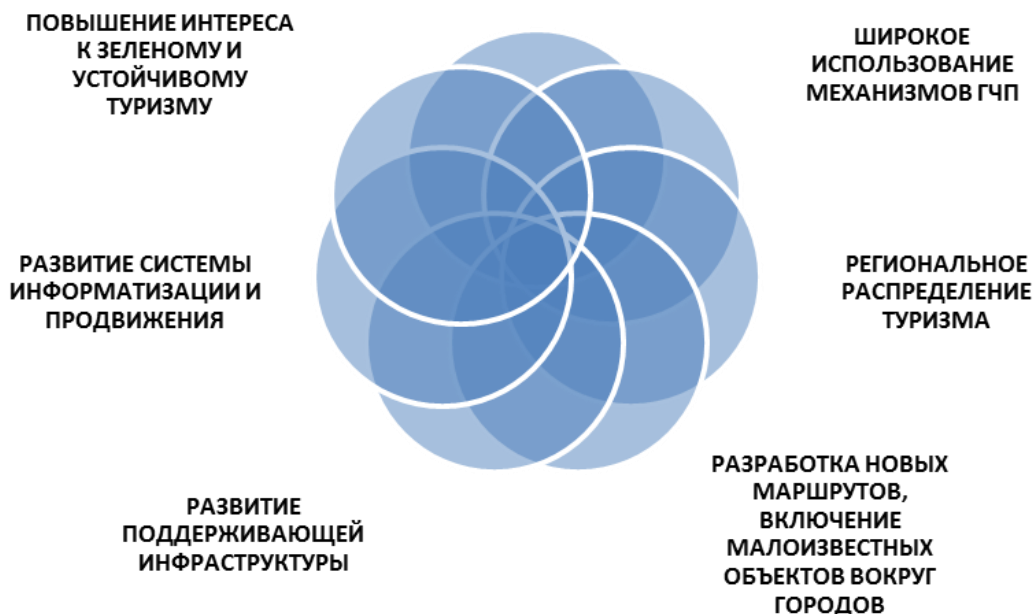 ПОВЫШЕНИЕ ИНТЕРЕСА
К ЗЕЛЕНОМУ И
УСТОЙЧИВОМУ
ТУРИЗМУ
ШИРОКОЕ
ИСПОЛЬЗОВАНИЕ
МЕХАНИЗМОВ ГЧП
РАЗВИТИЕ СИСТЕМЫ
ИНФОРМАТИЗАЦИИ И
ПРОДВИЖЕНИЯ
РЕГИОНАЛЬНОЕ
РАСПРЕДЕЛЕНИЕ
ТУРИЗМА
РАЗВИТИЕ
ПОДДЕРЖИВАЮЩЕЙ
ИНФРАСТРУКТУРЫ
РАЗРАБОТКА НОВЫХ
МАРШРУТОВ,
ВКЛЮЧЕНИЕ
МАЛОИЗВЕСТНЫХ
ОБЪЕКТОВ ВОКРУГ
ГОРОДОВ